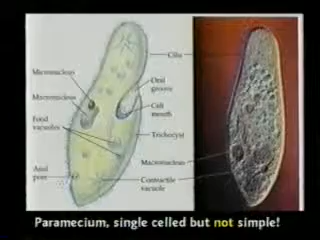 Cilia
Micronucleus
Oral
groove
Macronucleus
Cell
mouth
Food
vacuoles
Trichocyst
Macronucleus
Anal
pore
Contractile
vacuole
Paramecium, single celled but not simple!